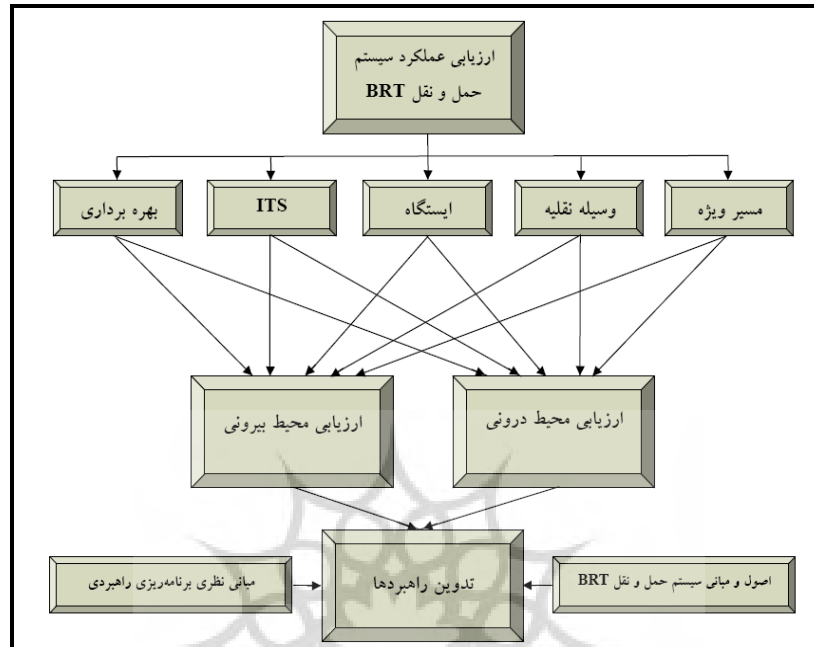 ارزیابی عملکرد سیستم
حمل و نقل BRT
مسیر ویژه
وسیله نقلیه
ایستگاه
ITS
بهره برداری
ارزیابی محیط درونی
ارزیابی محیط بیرونی
اصول و مبانی سیستم حمل و نقل BRT
تدوین راهبردها
مبانی نظری برنامه‌ریزی راهبردی